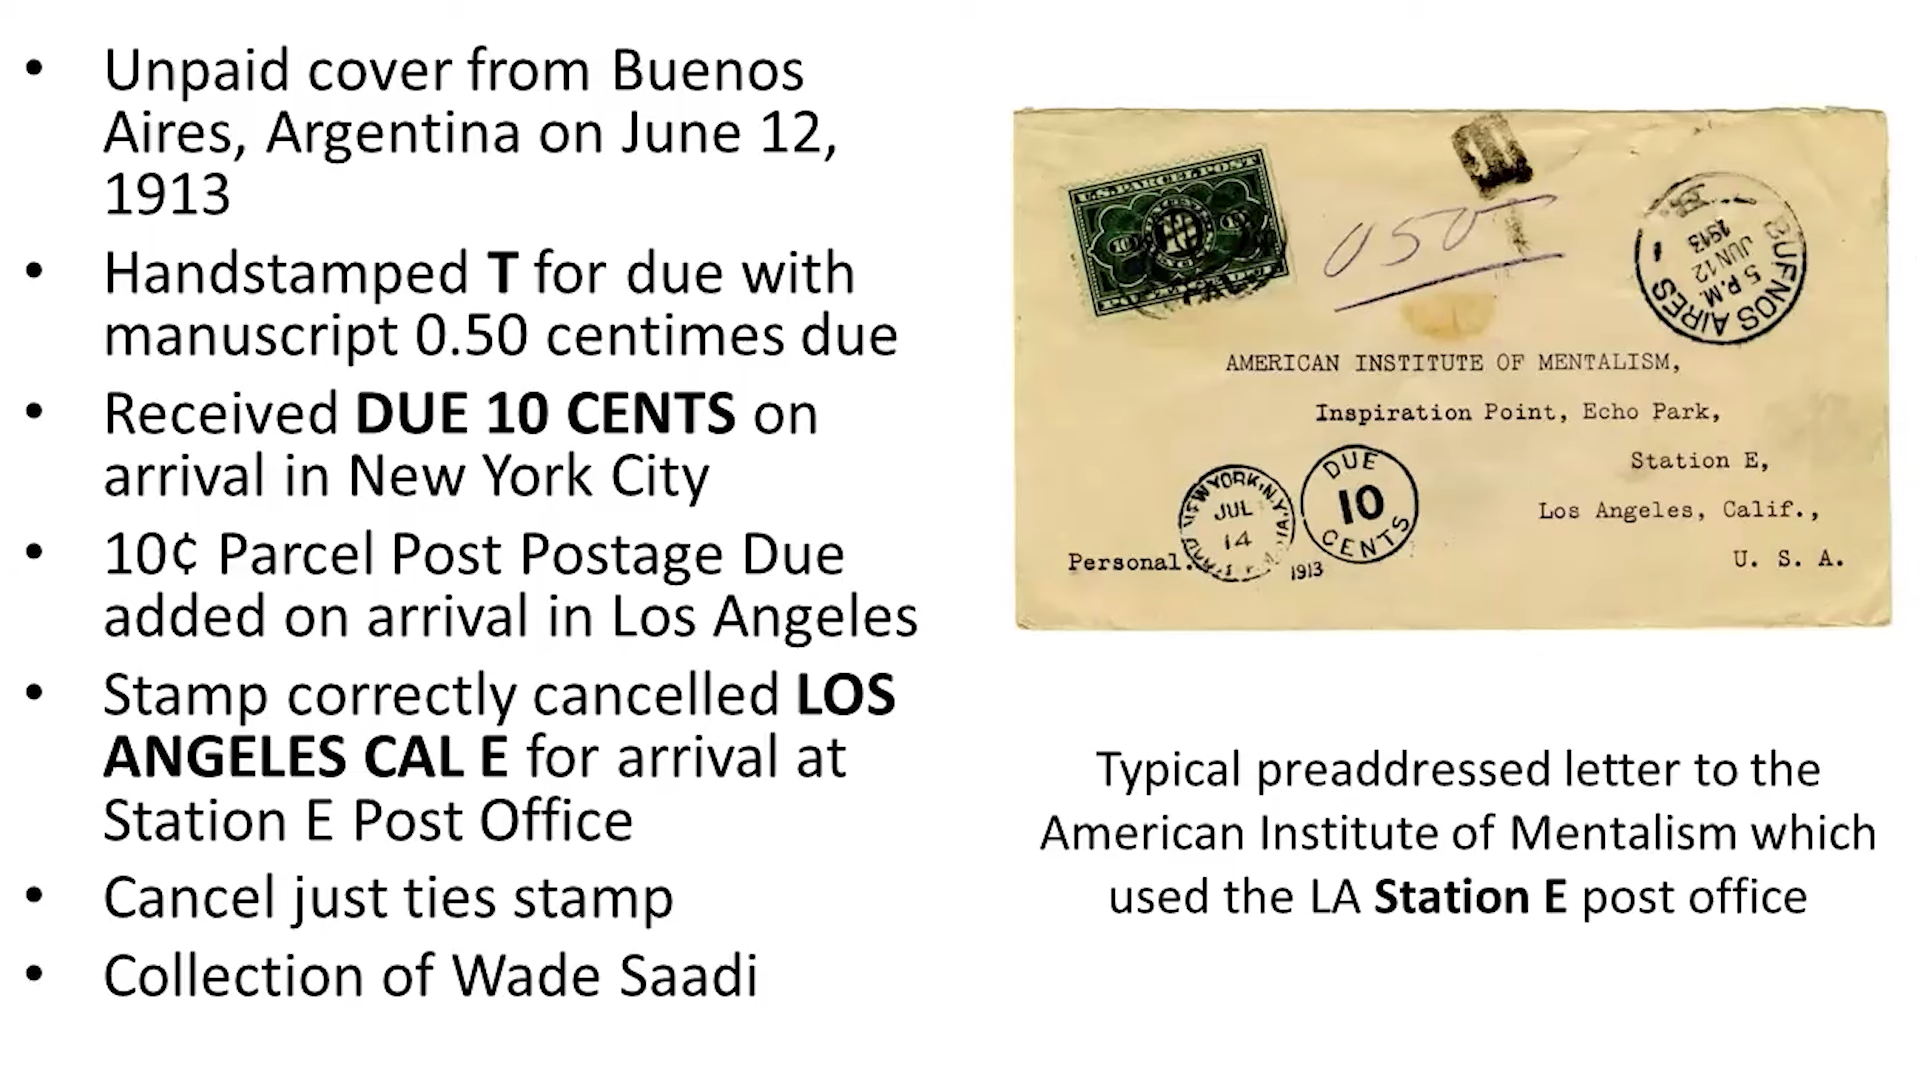 • Unpaid cover from Buenos
Aires, Argentina on June 12,
1913
• Handstamped T for due with
manuscript 0.50 centimes due
• Received DUE 10 CENTS on
arrival in New York City
• 10¢ Parcel Post Postage Due
added on arrival in Los Angeles
• Stamp correctly cancelled LOS
ANGELES CAL E for arrival at
Station E Post Office
• Cancel just ties stamp
• Collection of Wade Saadi
U.S. PARCEL POST
10
10
050
BUENOS AIRES
5 P.M.
JUN 12
1913
AMERICAN INSTITUTE OF MENTALISM,
Inspiration Point, Echo Park,
Station E,
Los Angeles, Calif.,
U. S. A.
Personal.
NEW YORK, N.Y.
JUL
14
1913
DUE
10
CENTS
Typical preaddressed letter to the
American Institute of Mentalism which
used the LA Station E post office